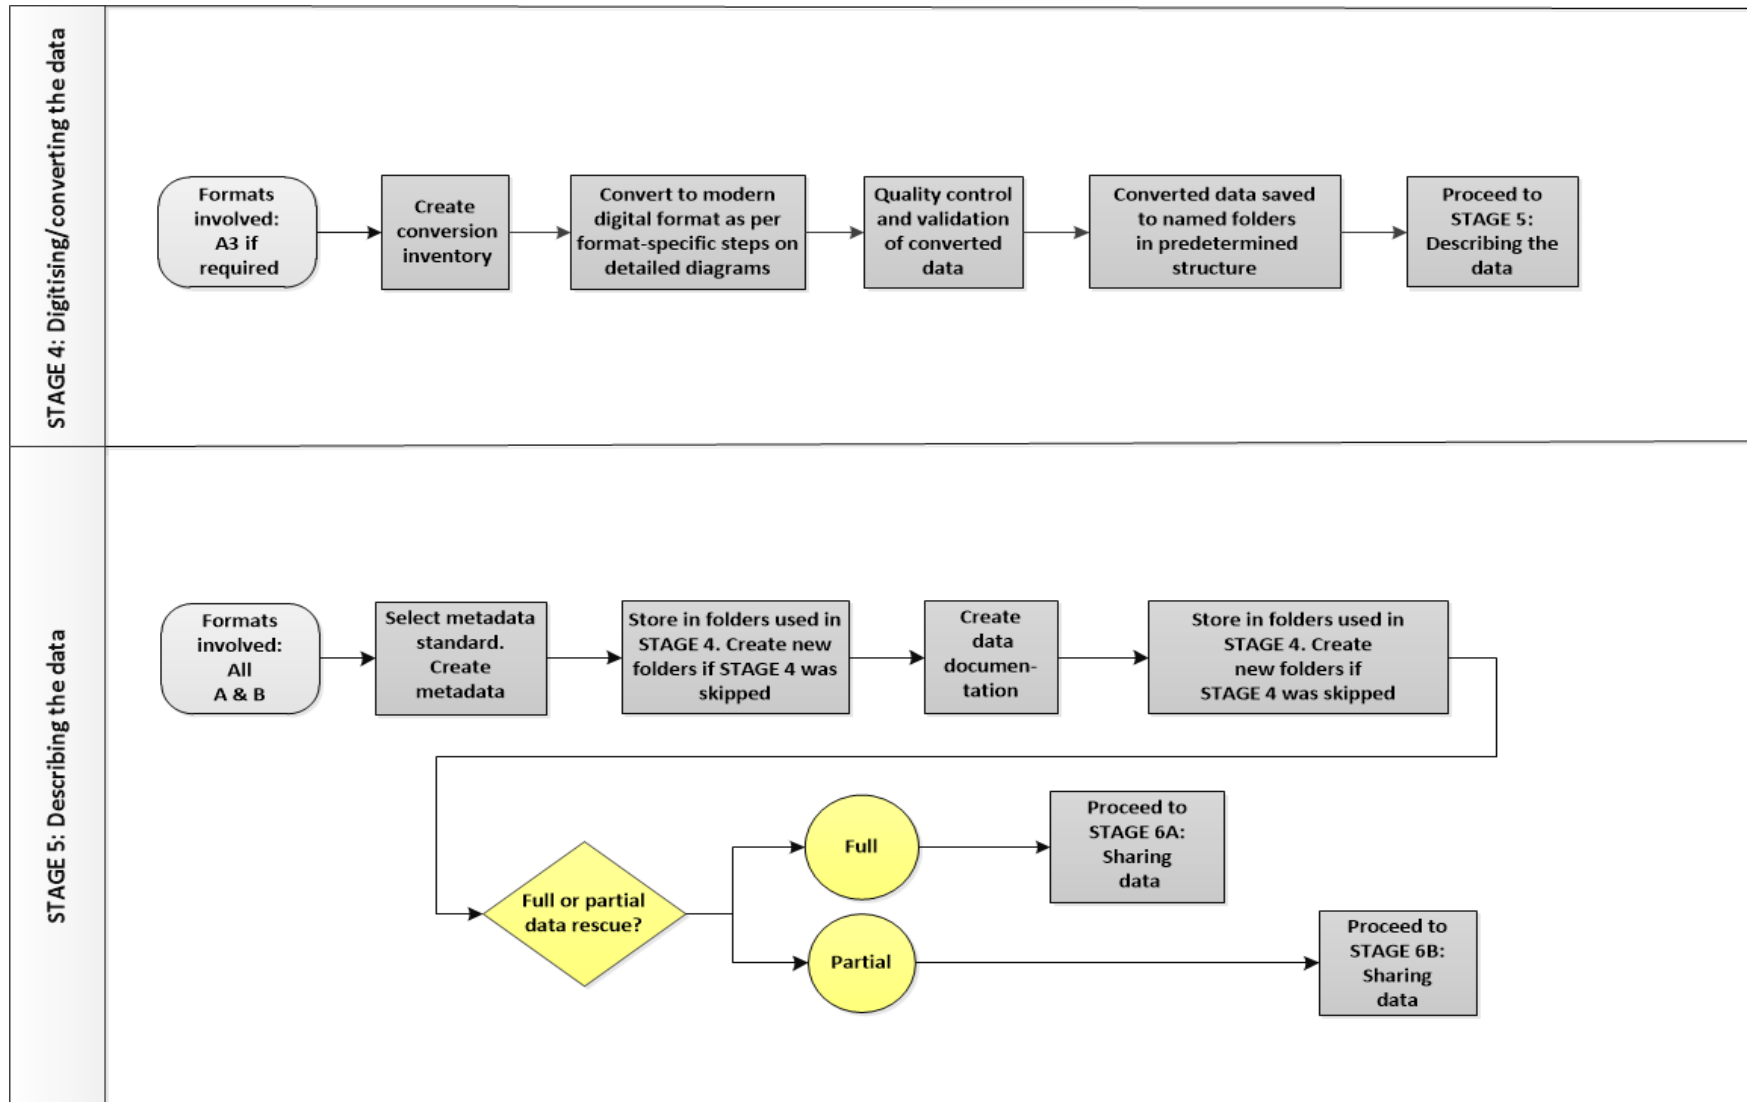 STAGE 4: Digitising/converting the data
Formats
involved:
A3 if
required
Create
conversion
inventory
Convert to modern
digital format as per
format-specific steps on
detailed diagrams
Quality control
and validation
of converted
data
Converted data saved
to named folders
in predetermined
structure
Proceed to
STAGE 5:
Describing the
data
STAGE 5: Describing the data
Formats
involved:
All
A & B
Select metadata
standard.
Create
metadata
Store in folders used in
STAGE 4. Create new
folders if STAGE 4 was
skipped
Create
data
documen-
tation
Store in folders used in
STAGE 4. Create
new folders if
STAGE 4 was skipped
Full or partial
data rescue?
Full
Proceed to
STAGE 6A:
Sharing
data
Partial
Proceed to
STAGE 6B:
Sharing
data